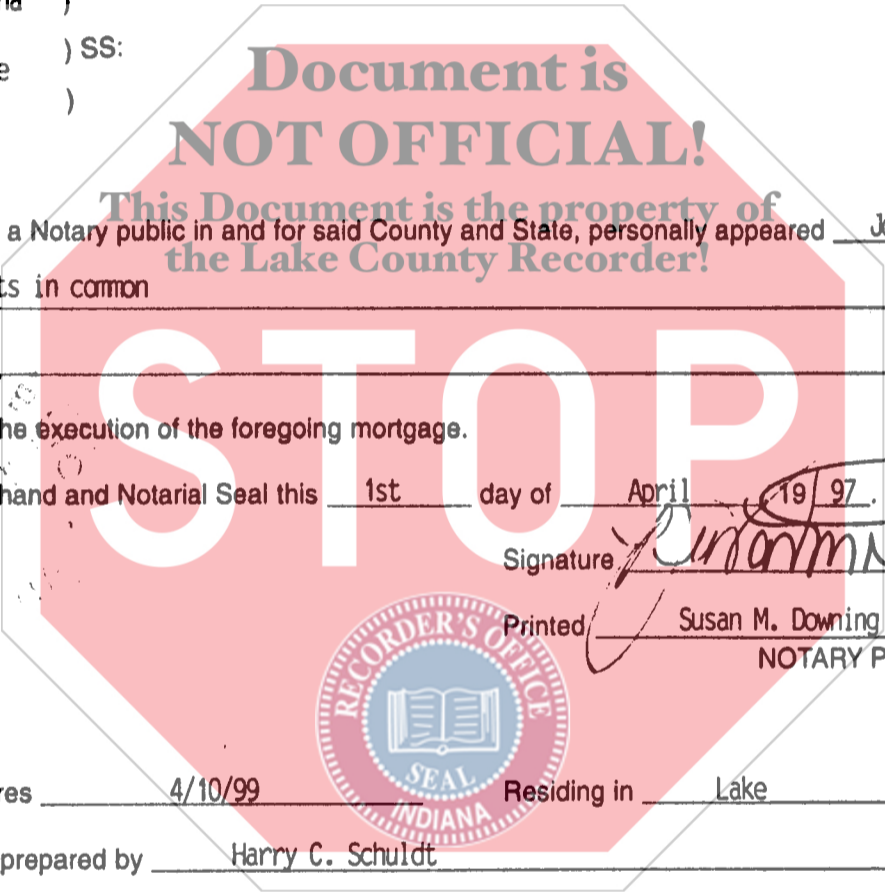 ) SS:
)
Document is
NOT OFFICIAL!
This Document is the property of
the Lake County Recorder!
a Notary public in and for said County and State, personally appeared
ts in common
STOP
he execution of the foregoing mortgage.
hand and Notarial Seal this 1st day of April 19 97.
Signature
Printed Susan M. Downing
NOTARY P
RECORDER'S OFFICE
SEAL
INDIANA
res 4/10/99 Residing in Lake
prepared by Harry C. Schuldt